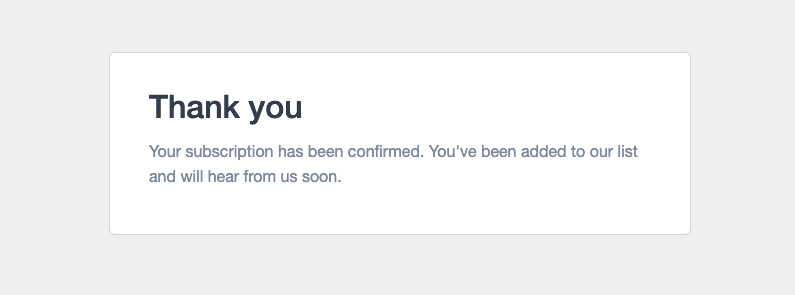 Thank you
Your subscription has been confirmed. You've been added to our list
and will hear from us soon.